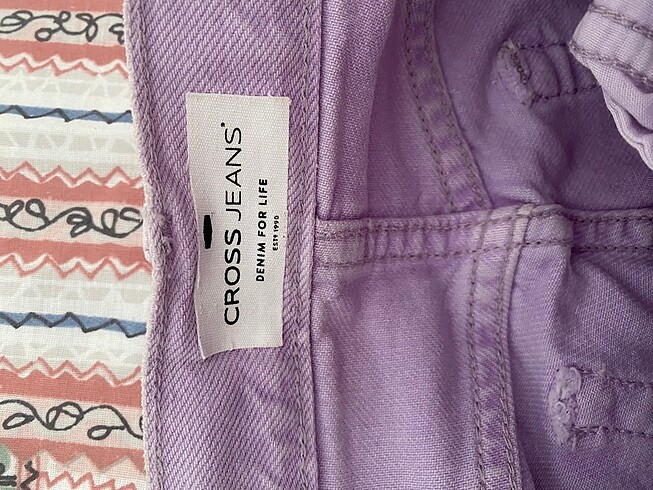 CROSS JEANS
DENIM FOR LIFE
ESTD 1990